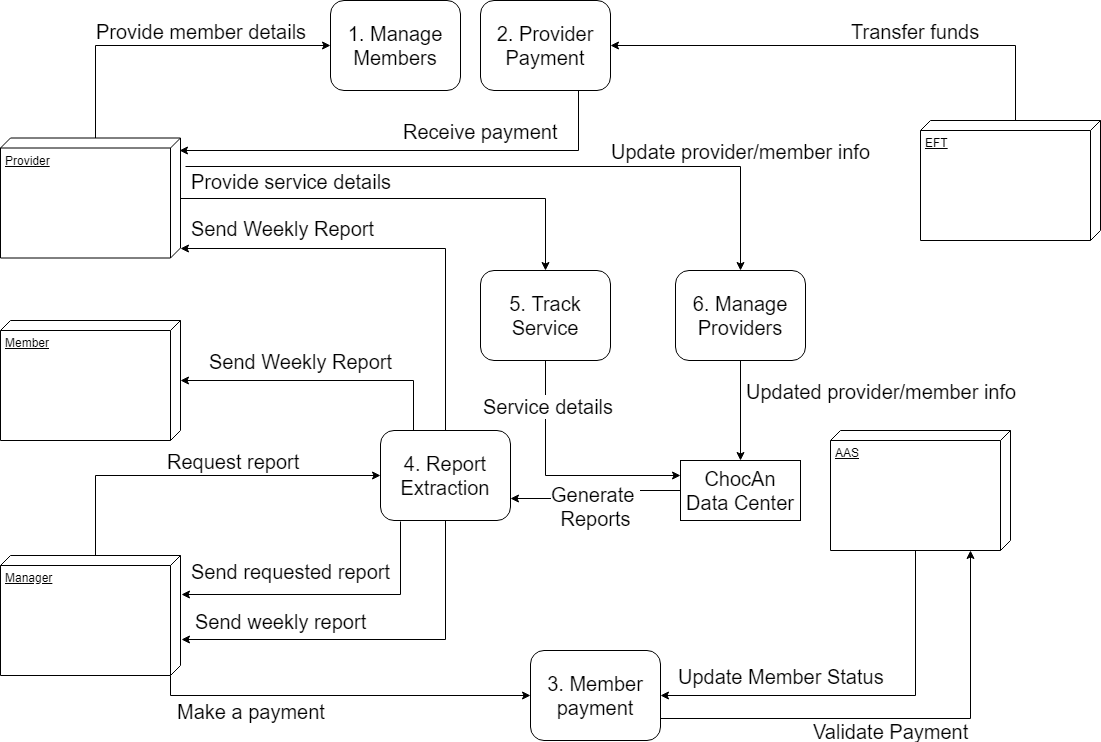 Provide member details
1. Manage
Members
2. Provider
Payment
Transfer funds
Receive payment
EFT
Provider
Update provider/member info
Provide service details
Send Weekly Report
5. Track
Service
6. Manage
Providers
Member
Send Weekly Report
Service details
Updated provider/member info
Request report
4. Report
Extraction
AAS
ChocAn
Data Center
Generate
Reports
Manager
Send requested report
Send weekly report
3. Member
payment
Update Member Status
Make a payment
Validate Payment